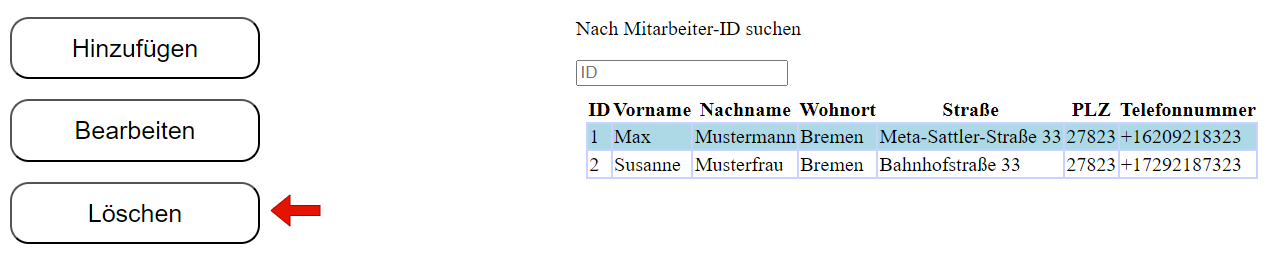 Hinzufügen
Bearbeiten
Löschen
Nach Mitarbeiter-ID suchen
ID
ID Vorname Nachname Wohnort Straße PLZ Telefonnummer
1 Max Mustermann Bremen Meta-Sattler-Straße 33 27823 +16209218323
2 Susanne Musterfrau Bremen Bahnhofstraße 33 27823 +17292187323